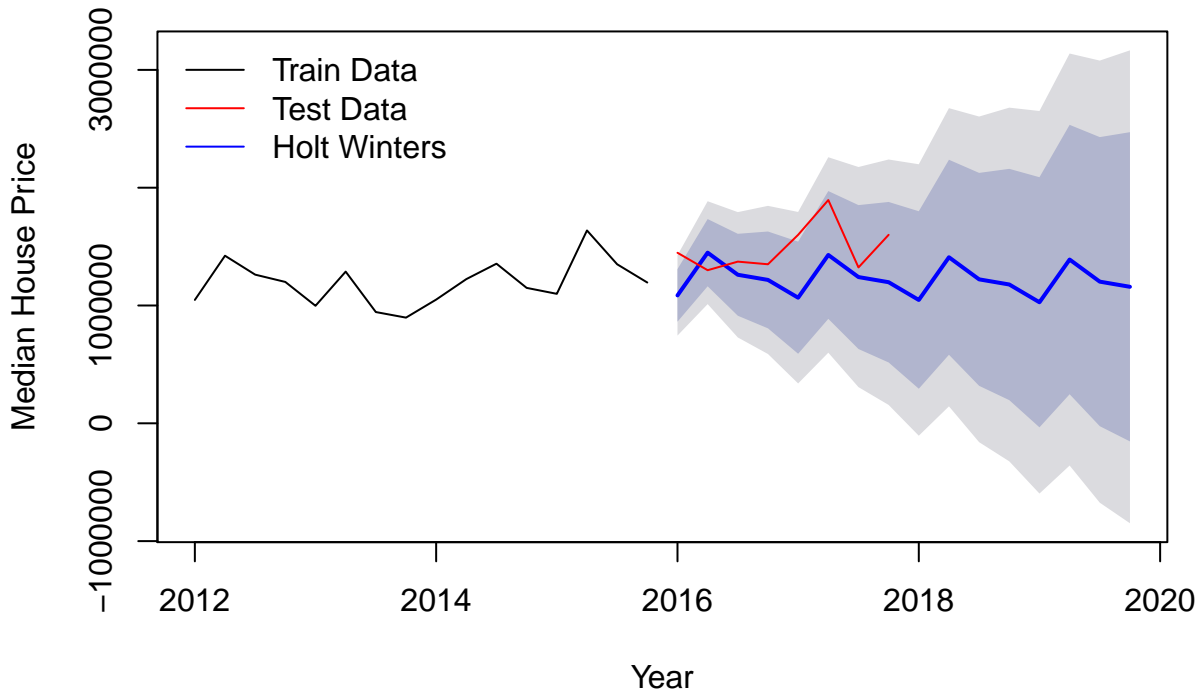 Median House Price
3000000
1000000
0
−1000000
Train Data
Test Data
Holt Winters
2012
2014
2016
2018
2020
Year